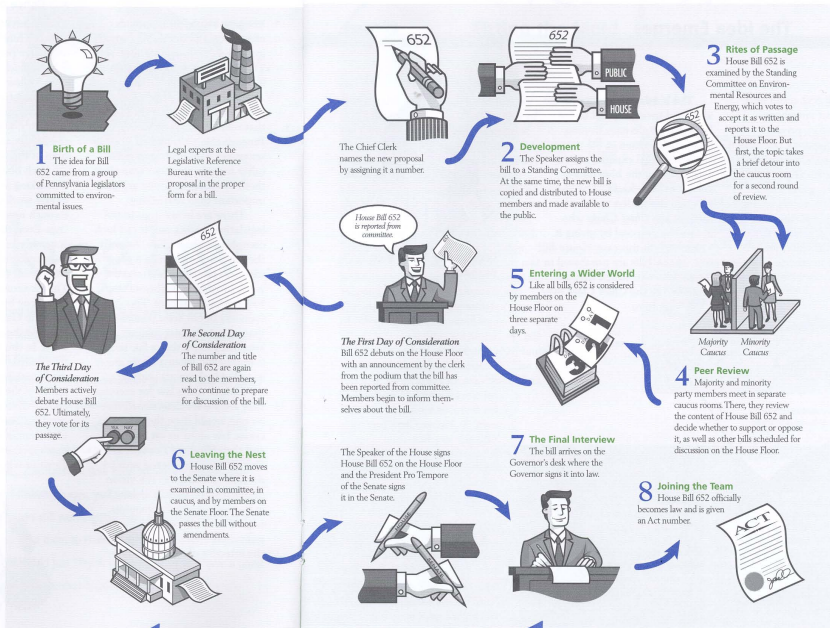 1 Birth of a Bill
The idea for Bill
652 came from a group
of Pennsylvania legislators
committed to environ-
mental issues.
Legal experts at the
Legislative Reference
Bureau write the
proposal in the proper
form for a bill.
652
The Chief Clerk
names the new proposal
by assigning it a number.
652
PUBLIC
HOUSE
2 Development
The Speaker assigns the
bill to a Standing Committee.
At the same time, the new bill is
copied and distributed to House
members and made available to
the public.
3 Rites of Passage
House Bill 652 is
examined by the Standing
Committee on Environ-
mental Resources and
Energy, which votes to
accept it as written and
reports it to the
House Floor. But
first, the topic takes
a brief detour into
the caucus room
for a second round
of review.
652
Majority
Caucus
Minority
Caucus
4 Peer Review
Majority and minority
party members meet in separate
caucus rooms. There, they review
the content of House Bill 652 and
decide whether to support or oppose
it, as well as other bills scheduled for
discussion on the House Floor.
5 Entering a Wider World
Like all bills, 652 is considered
by members on the
House Floor on
three separate
days.
1
2
3
House Bill 652
is reported from
committee.
The First Day of Consideration
Bill 652 debuts on the House Floor
with an announcement by the clerk
from the podium that the bill has
been reported from committee.
Members begin to inform them-
selves about the bill.
652
The Second Day
of Consideration
The number and title
of Bill 652 are again
read to the members,
who continue to prepare
for discussion of the bill.
The Third Day
of Consideration
Members actively
debate House Bill
652. Ultimately,
they vote for its
passage.
YEA NAY
6 Leaving the Nest
House Bill 652 moves
to the Senate where it is
examined in committee, in
caucus, and by members on
the Senate Floor. The Senate
passes the bill without
amendments.
The Speaker of the House signs
House Bill 652 on the House Floor
and the President Pro Tempore
of the Senate signs
it in the Senate.
7 The Final Interview
The bill arrives on the
Governor's desk where the
Governor signs it into law.
8 Joining the Team
House Bill 652 officially
becomes law and is given
an Act number.
ACT